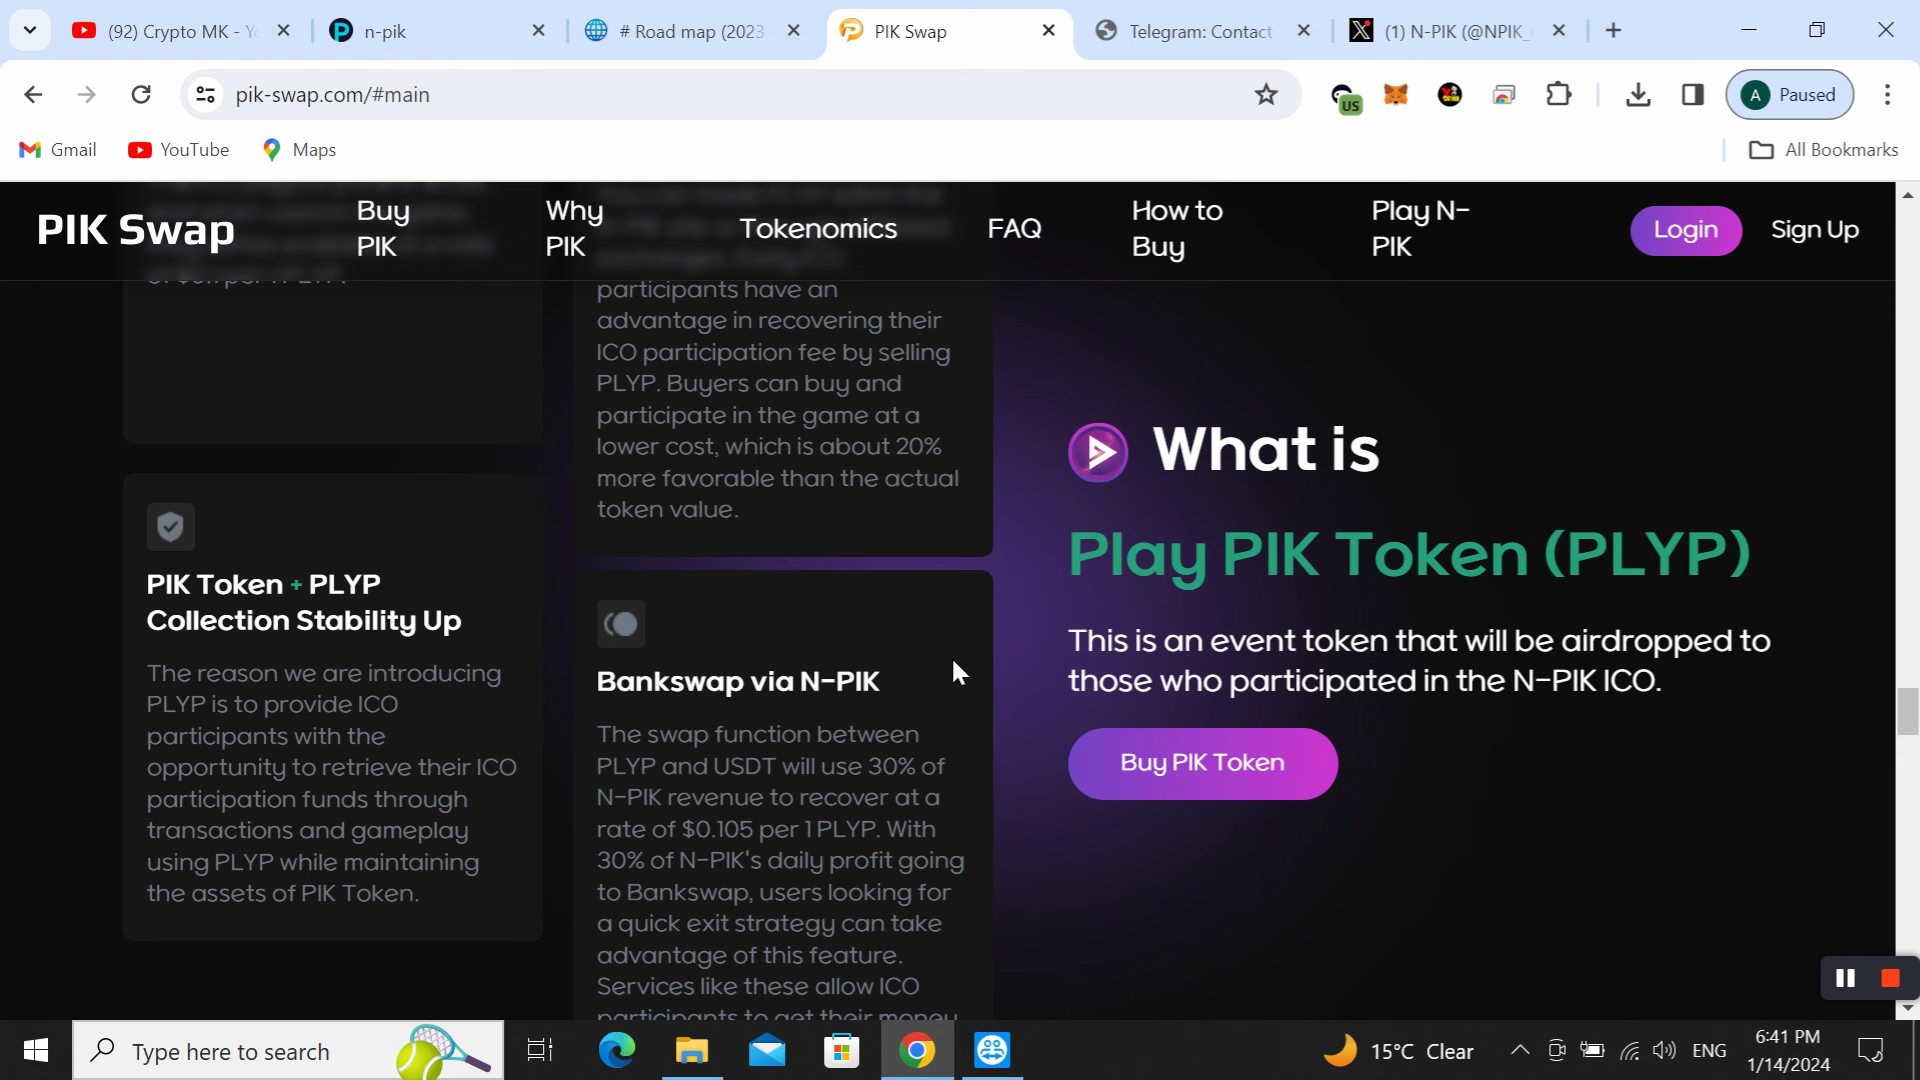 (92) Crypto MK - Yo
n-pik
# Road map (2023-
PIK Swap
Telegram: Contact
(1) N-PIK (@NPIK_
pik-swap.com/#main
US
A Paused
Gmail
YouTube
Maps
All Bookmarks
PIK Swap
Buy PIK
Why PIK
Tokenomics
FAQ
How to Buy
Play N-PIK
Login
Sign Up
participants have an
advantage in recovering their
ICO participation fee by selling
PLYP. Buyers can buy and
participate in the game at a
lower cost, which is about 20%
more favorable than the actual
token value.
PIK Token + PLYP
Collection Stability Up
The reason we are introducing
PLYP is to provide ICO
participants with the
opportunity to retrieve their ICO
participation funds through
transactions and gameplay
using PLYP while maintaining
the assets of PIK Token.
Bankswap via N-PIK
The swap function between
PLYP and USDT will use 30% of
N-PIK revenue to recover at a
rate of $0.105 per 1 PLYP. With
30% of N-PIK's daily profit going
to Bankswap, users looking for
a quick exit strategy can take
advantage of this feature.
Services like these allow ICO
participants to get their money
What is
Play PIK Token (PLYP)
This is an event token that will be airdropped to
those who participated in the N-PIK ICO.
Buy PIK Token
Type here to search
15°C Clear
ENG
6:41 PM
1/14/2024